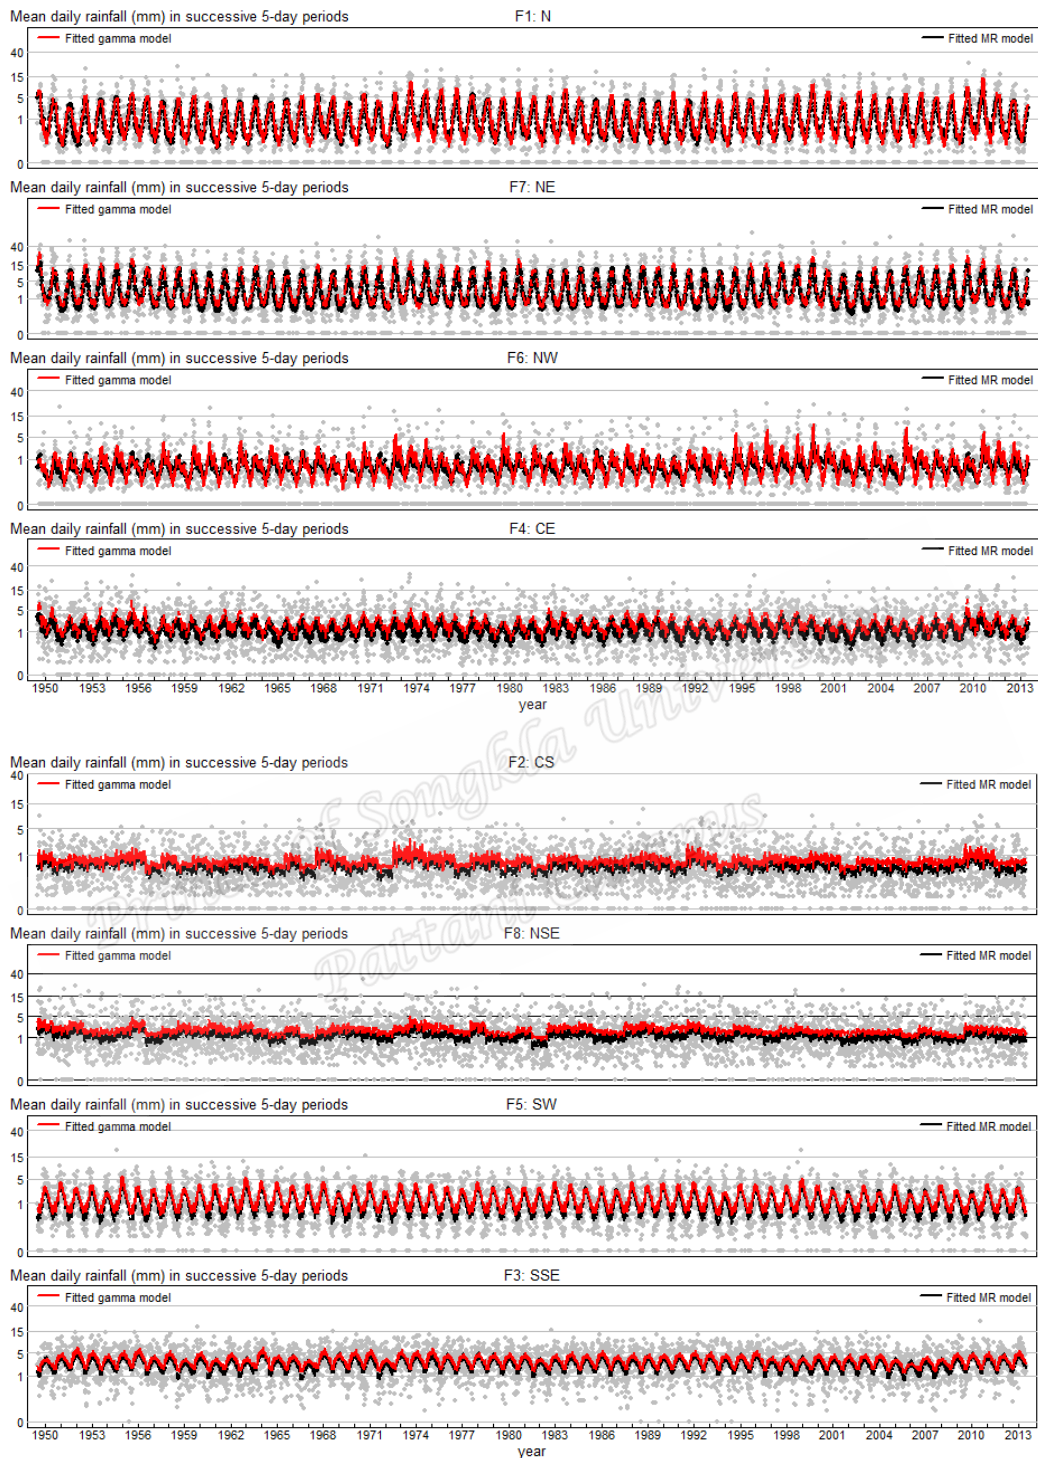 Mean daily rainfall (mm) in successive 5-day periods F1: N
Fitted gamma model Fitted MR model
40
15
5
1
0
Mean daily rainfall (mm) in successive 5-day periods F7: NE
Fitted gamma model Fitted MR model
40
15
5
1
0
Mean daily rainfall (mm) in successive 5-day periods F6: NW
Fitted gamma model Fitted MR model
40
15
5
1
0
Mean daily rainfall (mm) in successive 5-day periods F4: CE
Fitted gamma model Fitted MR model
40
15
5
1
0
1950 1953 1956 1959 1962 1965 1968 1971 1974 1977 1980 1983 1986 1989 1992 1995 1998 2001 2004 2007 2010 2013
year
Mean daily rainfall (mm) in successive 5-day periods F2: CS
40
Fitted gamma model Fitted MR model
15
5
1
0
Mean daily rainfall (mm) in successive 5-day periods F8: NSE
Fitted gamma model Fitted MR model
40
15
5
1
0
Mean daily rainfall (mm) in successive 5-day periods F5: SW
Fitted gamma model Fitted MR model
40
15
5
1
0
Mean daily rainfall (mm) in successive 5-day periods F3: SSE
Fitted gamma model Fitted MR model
40
15
5
1
0
1950 1953 1956 1959 1962 1965 1968 1971 1974 1977 1980 1983 1986 1989 1992 1995 1998 2001 2004 2007 2010 2013
year
of Songkla
Pattani